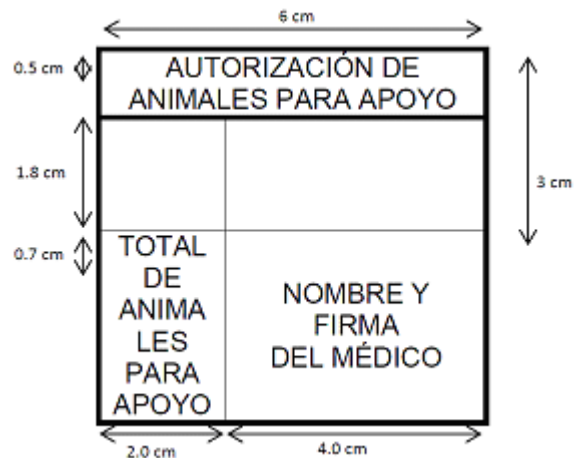 6 cm
0.5 cm
AUTORIZACIÓN DE
ANIMALES PARA APOYO
1.8 cm
3 cm
0.7 cm
TOTAL
DE
ANIMA
LES
PARA
APOYO
NOMBRE Y
FIRMA
DEL MÉDICO
2.0 cm
4.0 cm